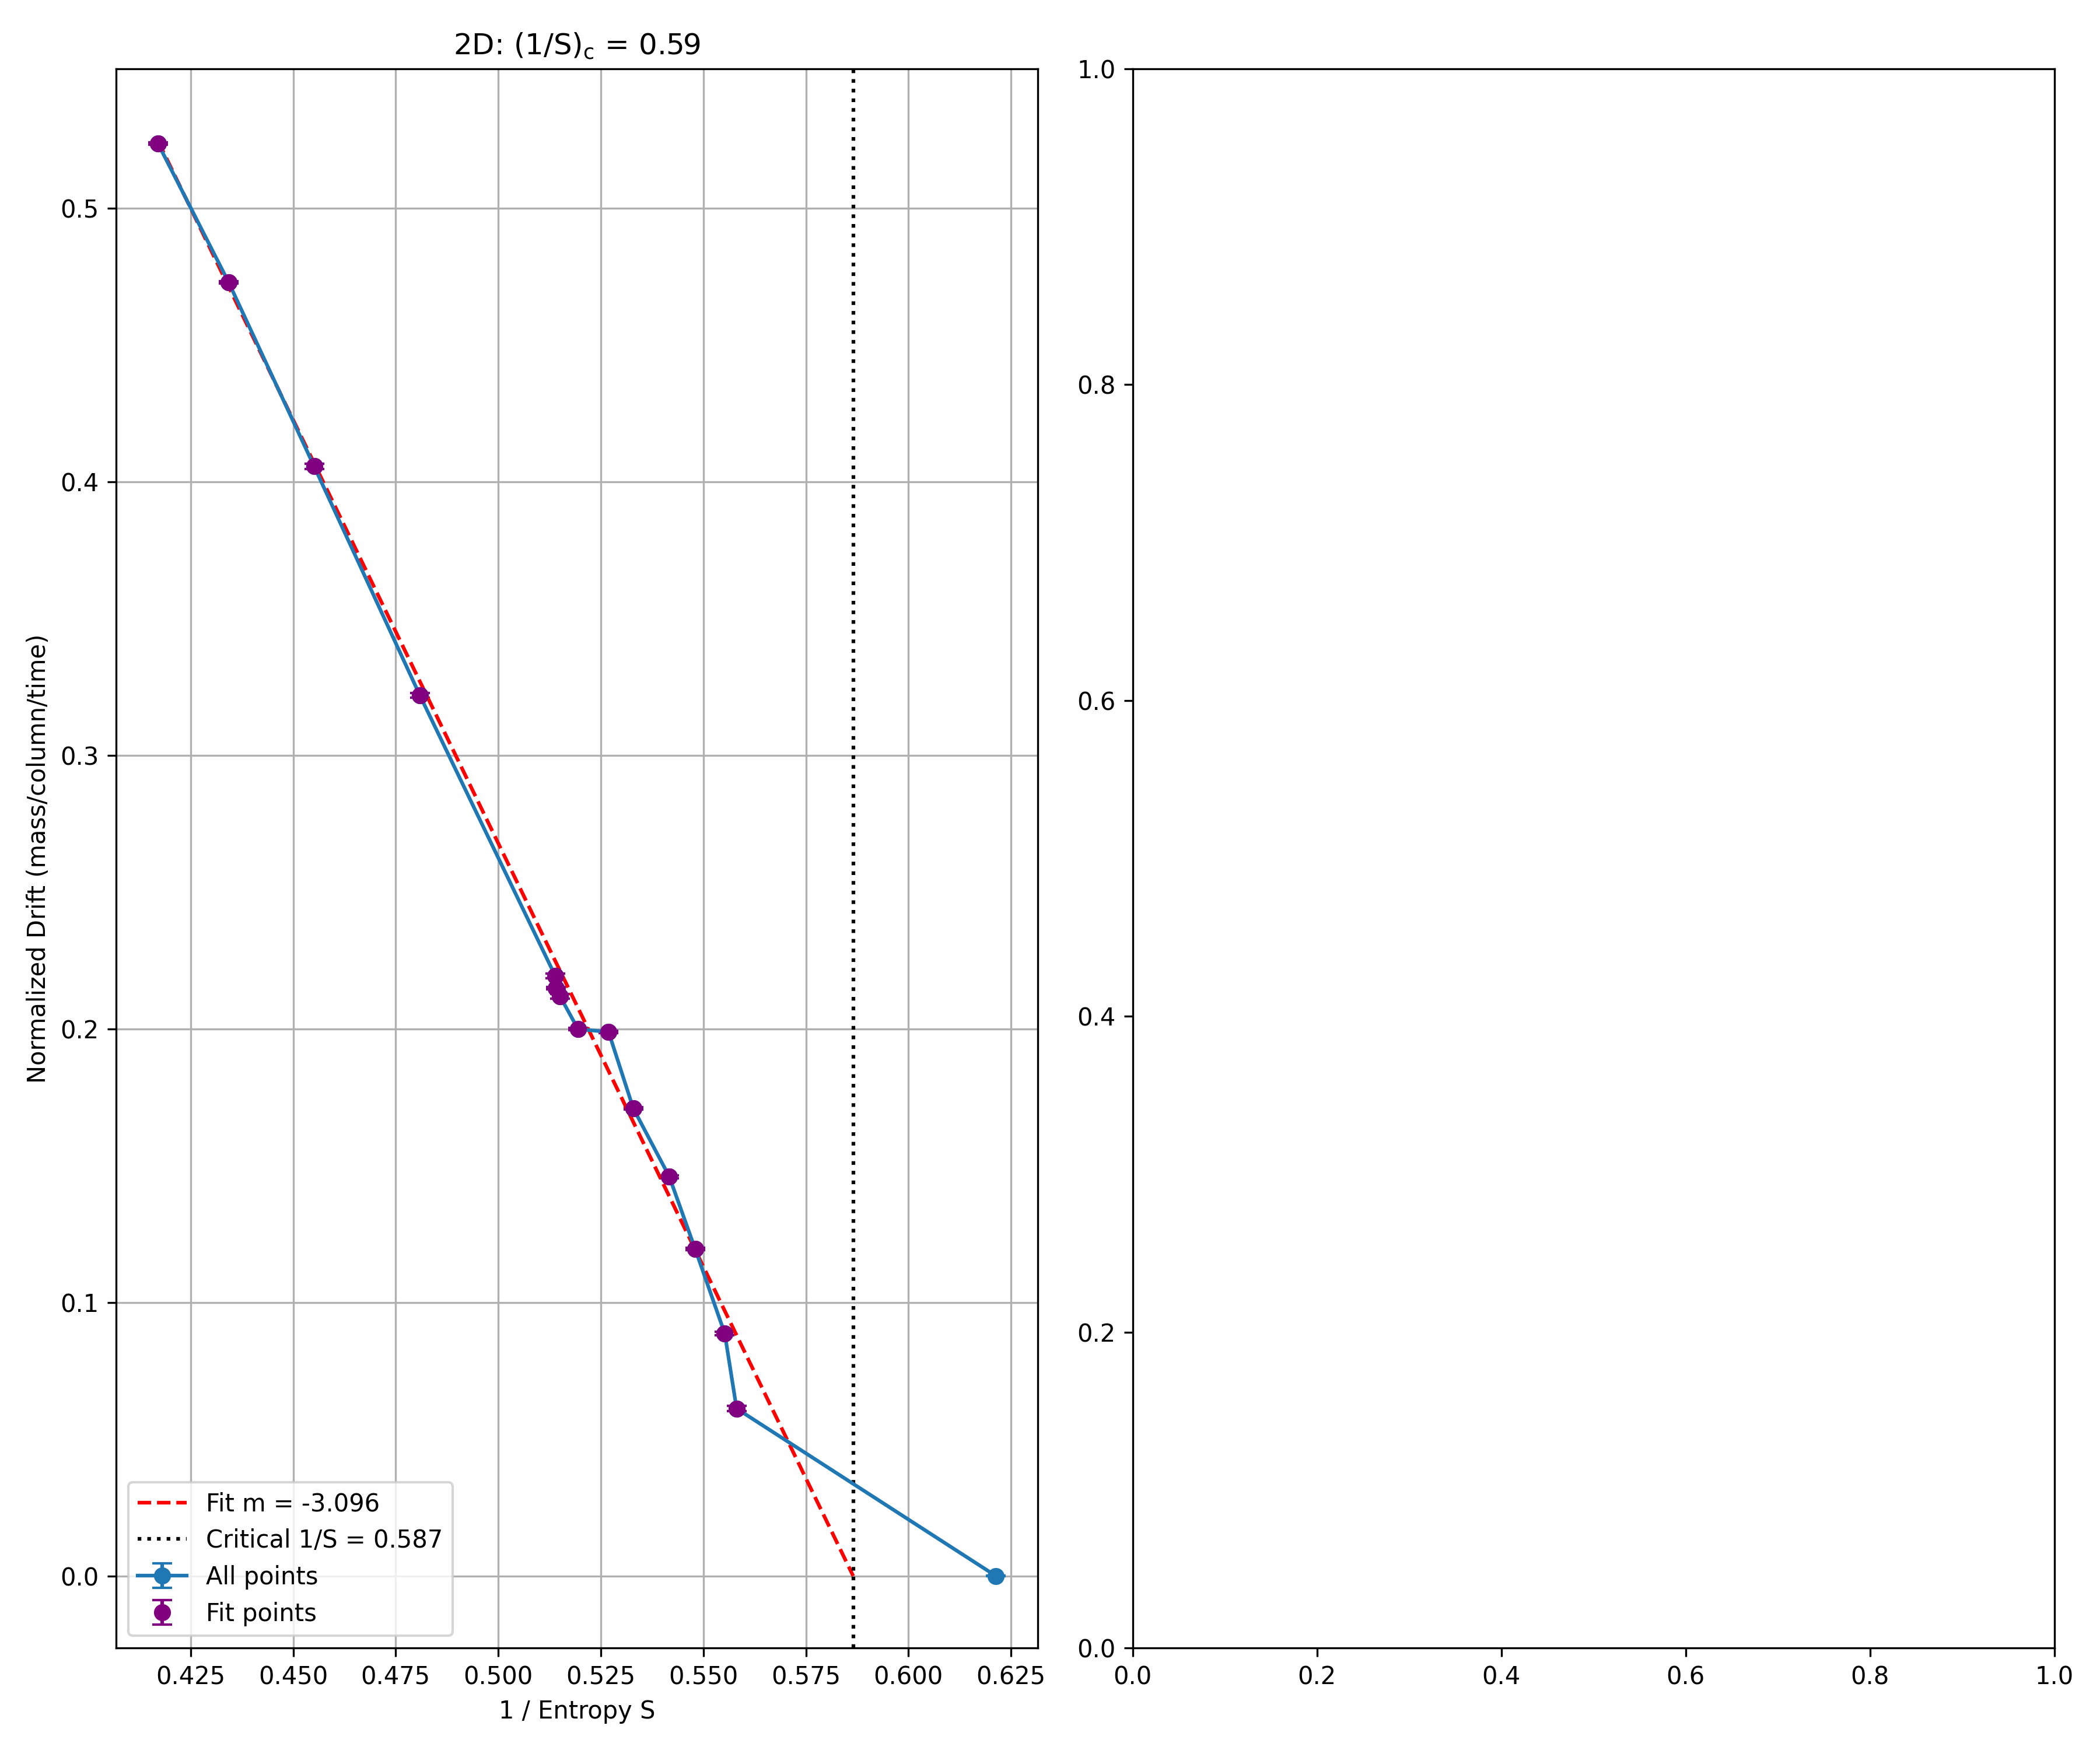 2D: (1/S)c = 0.59
Normalized Drift (mass/column/time)
0.5
0.4
0.3
0.2
0.1
0.0
Fit m = -3.096
Critical 1/S = 0.587
All points
Fit points
0.425 0.450 0.475 0.500 0.525 0.550 0.575 0.600 0.625
1 / Entropy S
1.0
0.8
0.6
0.4
0.2
0.0
0.0 0.2 0.4 0.6 0.8 1.0